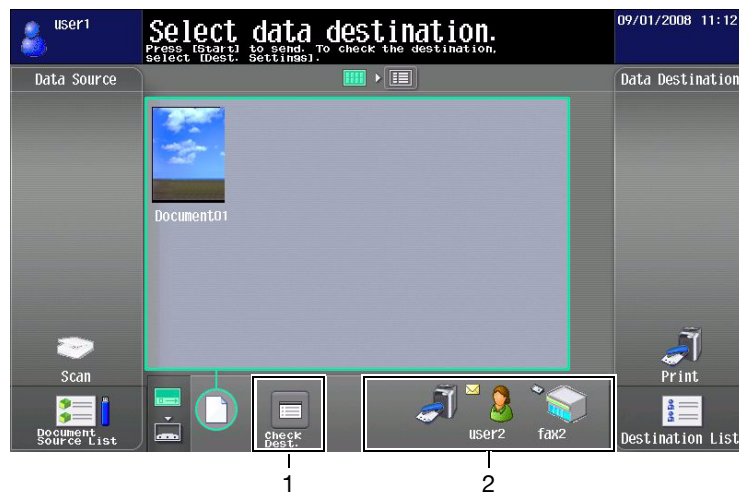 user1
Select data destination.
Press [Start] to send. To check the destination,
select [Dest. Settings].
09/01/2008 11:12
Data Source
Data Destination
Document01
Scan
Print
Document
Source List
Check
Dest.
user2
fax2
Destination List
1
2